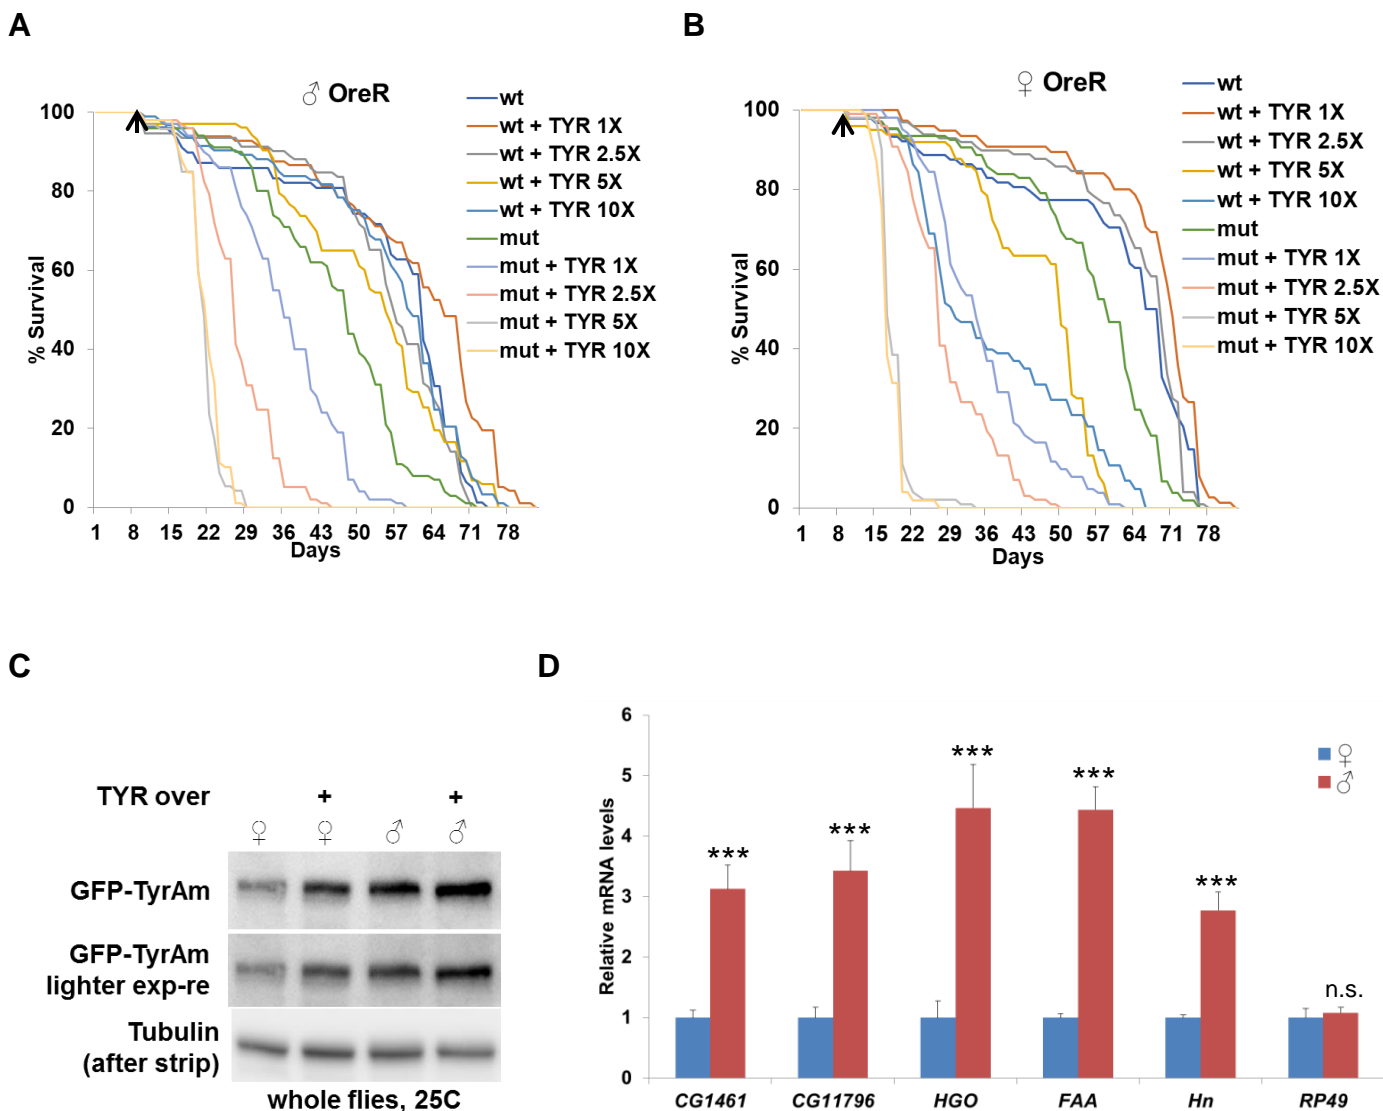 A
♂ OreR
% Survival
100
80
60
40
20
0
1 8 15 22 29 36 43 50 57 64 71 78
Days
wt
wt + TYR 1X
wt + TYR 2.5X
wt + TYR 5X
wt + TYR 10X
mut
mut + TYR 1X
mut + TYR 2.5X
mut + TYR 5X
mut + TYR 10X
B
♀ OreR
% Survival
100
80
60
40
20
0
1 8 15 22 29 36 43 50 57 64 71 78
Days
wt
wt + TYR 1X
wt + TYR 2.5X
wt + TYR 5X
wt + TYR 10X
mut
mut + TYR 1X
mut + TYR 2.5X
mut + TYR 5X
mut + TYR 10X
C
TYR over + +
♀ ♀ ♂ ♂
GFP-TyrAm
GFP-TyrAm
lighter exp-re
Tubulin
(after strip)
whole flies, 25C
D
Relative mRNA levels
6
5
4
3
2
1
0
*** *** *** *** *** n.s.
♀
♂
CG1461 CG11796 HGO FAA Hn RP49